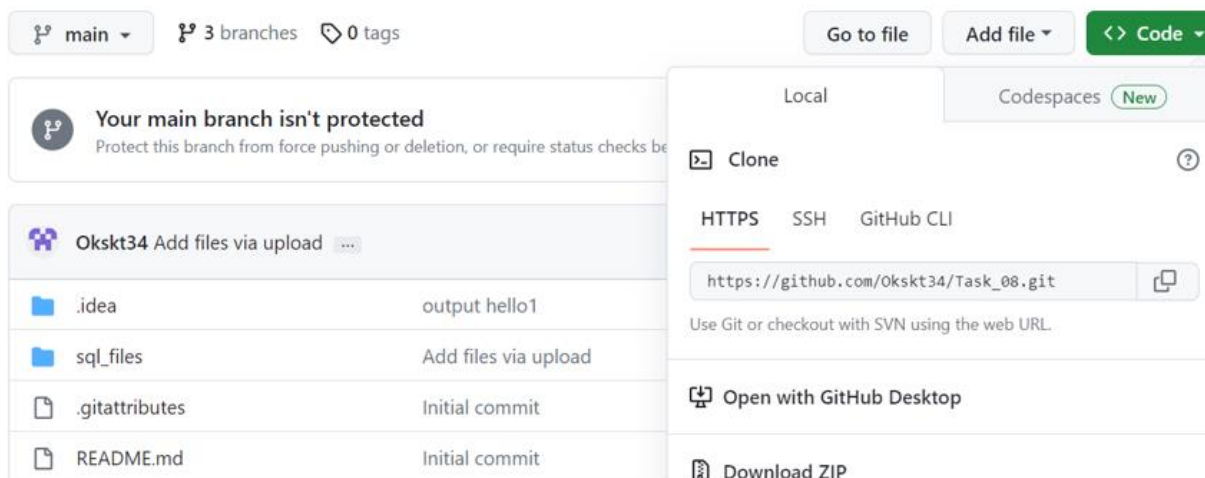 main
3 branches
0 tags
Go to file
Add file
<> Code
Your main branch isn't protected
Protect this branch from force pushing or deletion, or require status checks be
Okskt34 Add files via upload ...
.idea output hello1
sql_files Add files via upload
.gitattributes Initial commit
README.md Initial commit
Local
Codespaces New
Clone
HTTPS SSH GitHub CLI
https://github.com/Okskt34/Task_08.git
Use Git or checkout with SVN using the web URL.
Open with GitHub Desktop
Download ZIP